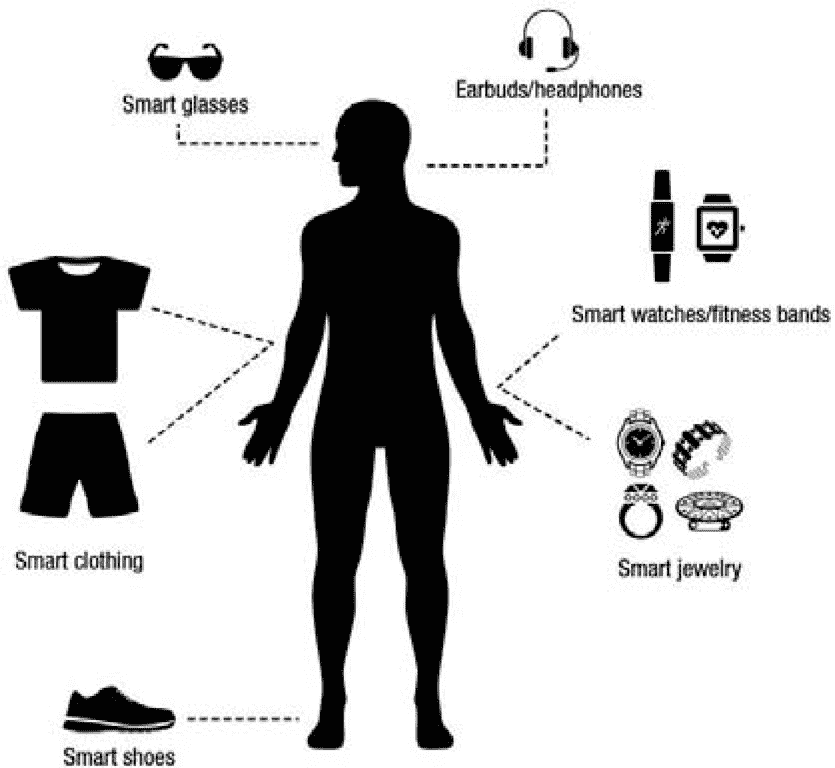 Smart glasses
Earbuds/headphones
Smart watches/fitness bands
Smart clothing
Smart jewelry
Smart shoes